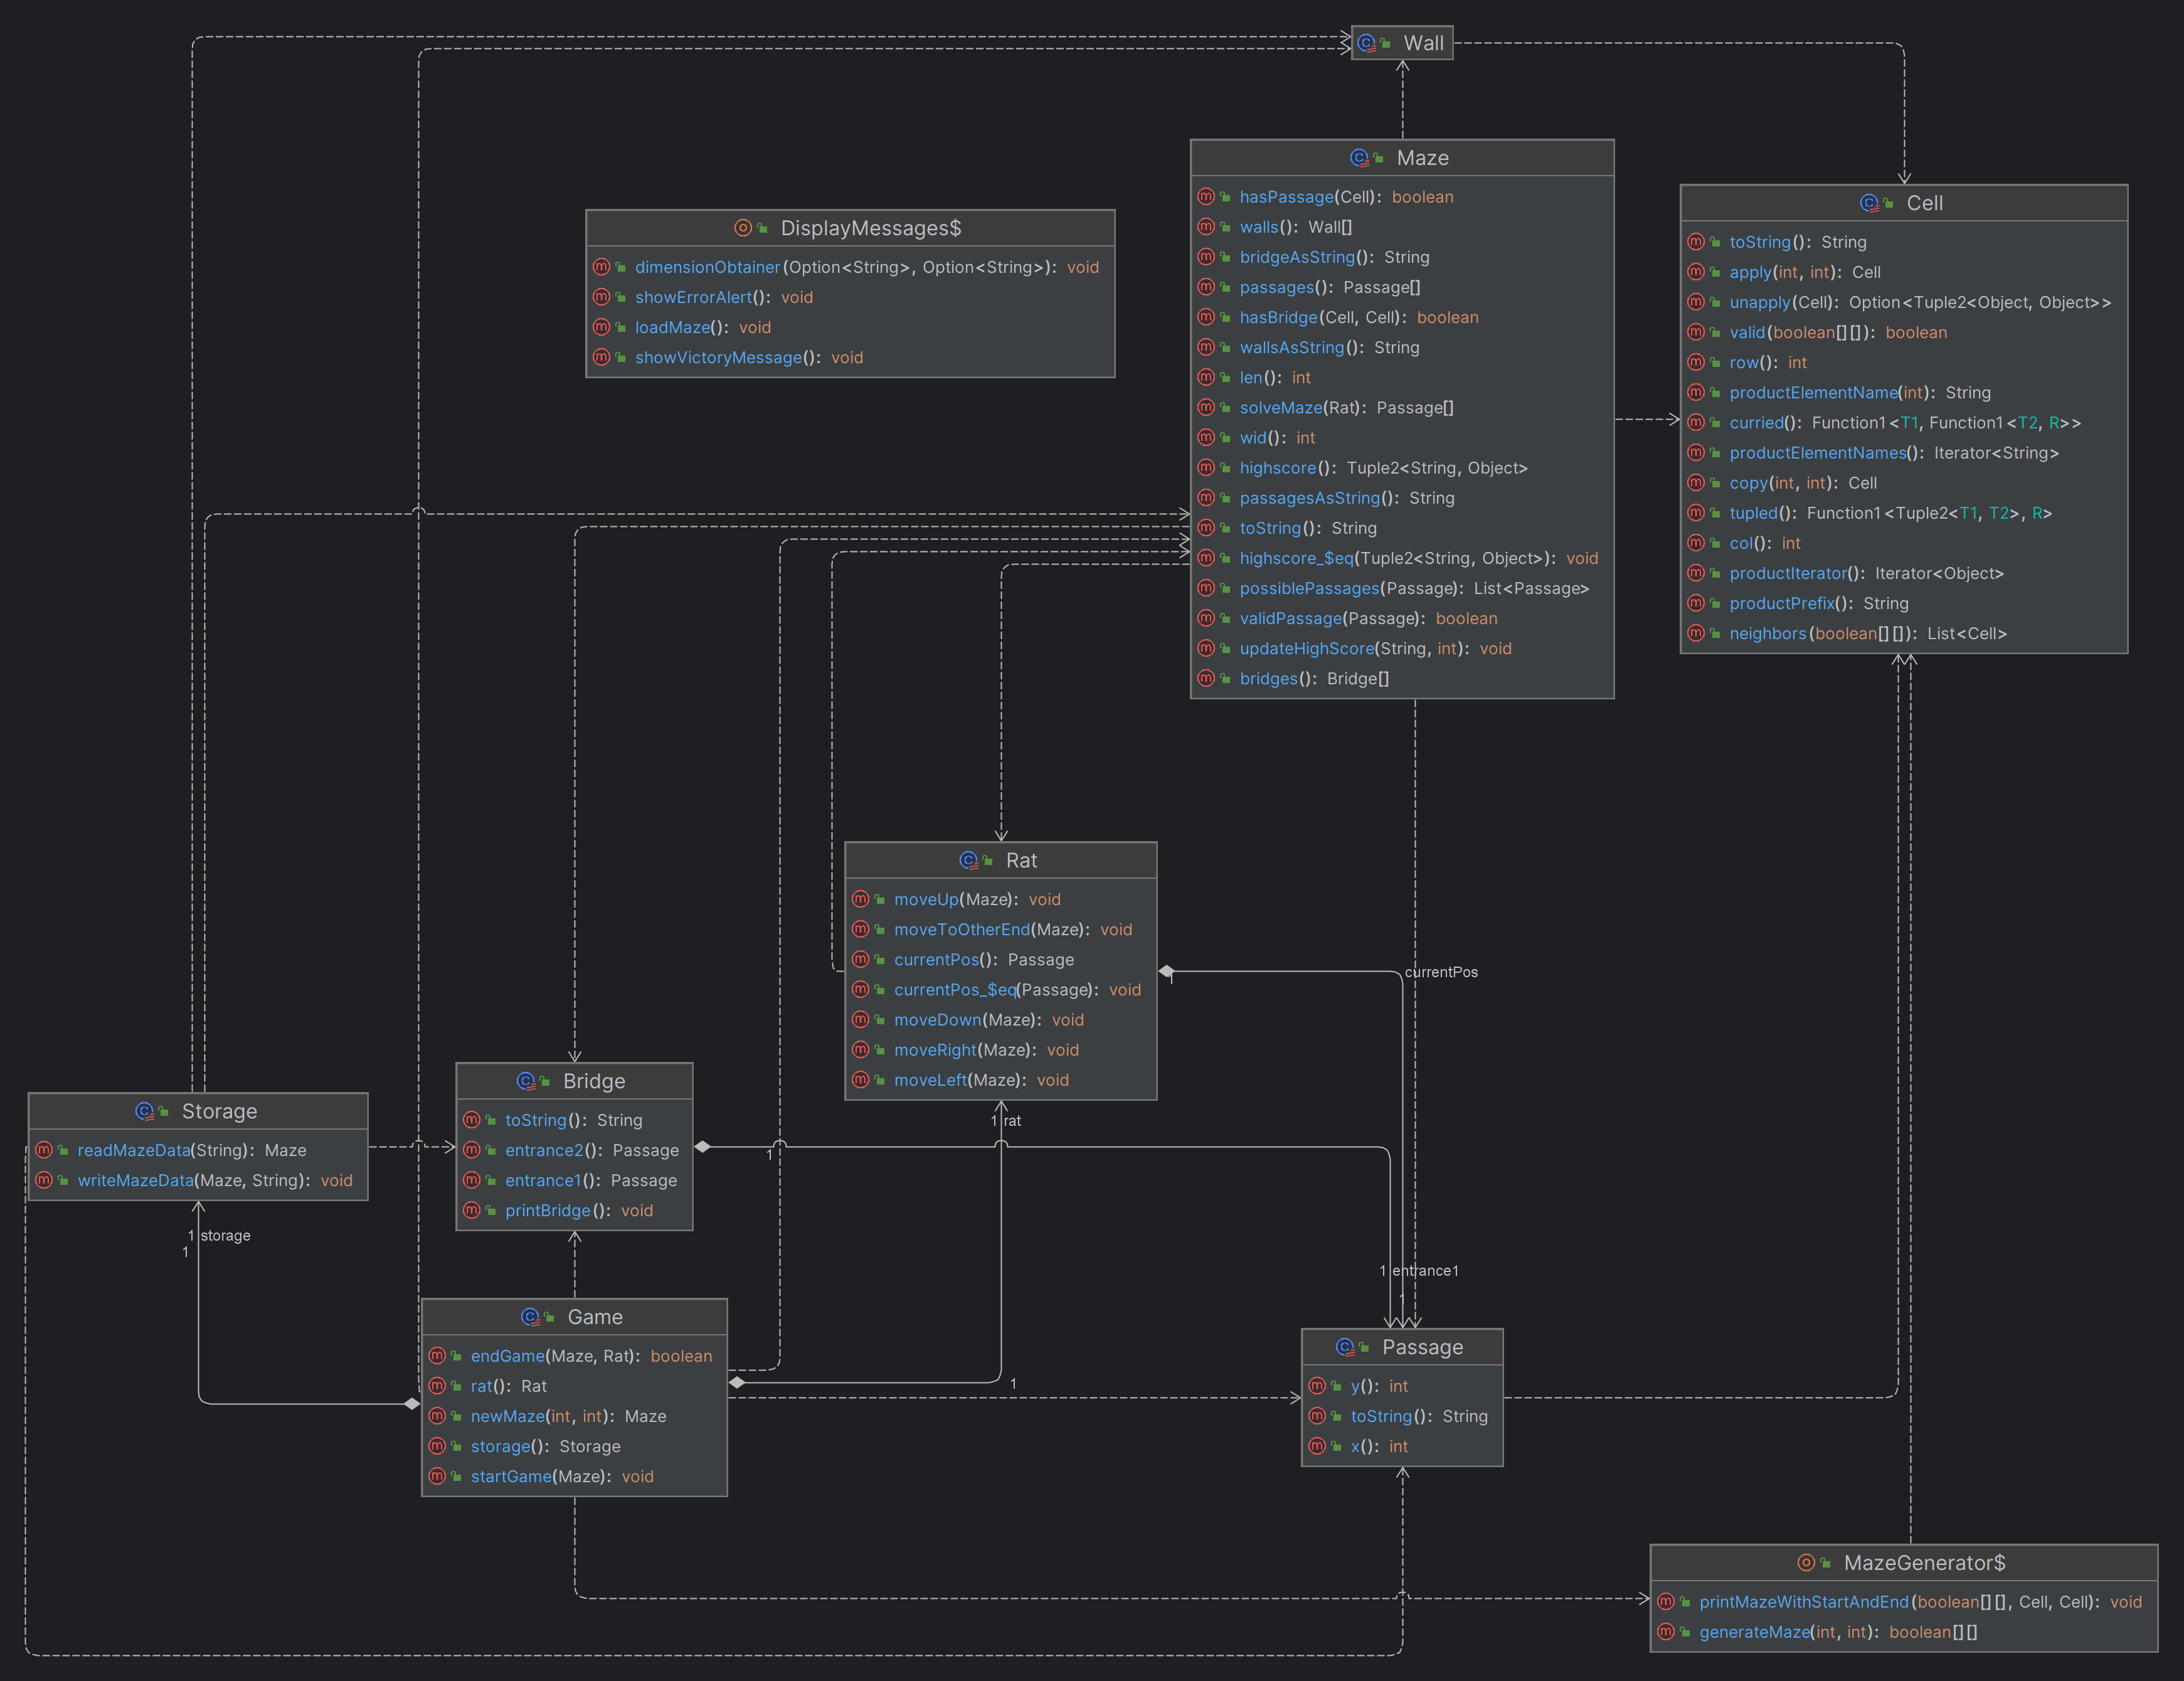 Wall
Maze
hasPassage(Cell): boolean
walls(): Wall[]
bridgeAsString(): String
passages(): Passage[]
hasBridge(Cell, Cell): boolean
wallsAsString(): String
len(): int
solveMaze(Rat): Passage[]
wid(): int
highscore(): Tuple2<String, Object>
passagesAsString(): String
toString(): String
highscore_$eq(Tuple2<String, Object>): void
possiblePassages(Passage): List<Passage>
validPassage(Passage): boolean
updateHighScore(String, int): void
bridges(): Bridge[]
Cell
toString(): String
apply(int, int): Cell
unapply(Cell): Option<Tuple2<Object, Object>>
valid(boolean[][]): boolean
row(): int
productElementName(int): String
curried(): Function1<T1, Function1<T2, R>>
productElementNames(): Iterator<String>
copy(int, int): Cell
tupled(): Function1<Tuple2<T1, T2>, R>
col(): int
productIterator(): Iterator<Object>
productPrefix(): String
neighbors(boolean[][]): List<Cell>
DisplayMessages$
dimensionObtainer(Option<String>, Option<String>): void
showErrorAlert(): void
loadMaze(): void
showVictoryMessage(): void
Rat
moveUp(Maze): void
moveToOtherEnd(Maze): void
currentPos(): Passage
currentPos_$eq(Passage): void
moveDown(Maze): void
moveRight(Maze): void
moveLeft(Maze): void
1
currentPos
1 rat
Bridge
toString(): String
entrance2(): Passage
entrance1(): Passage
printBridge(): void
1
Storage
readMazeData(String): Maze
writeMazeData(Maze, String): void
1 storage
1
1 entrance1
1
Game
endGame(Maze, Rat): boolean
rat(): Rat
newMaze(int, int): Maze
storage(): Storage
startGame(Maze): void
1
Passage
y(): int
toString(): String
x(): int
MazeGenerator$
printMazeWithStartAndEnd(boolean[][], Cell, Cell): void
generateMaze(int, int): boolean[][]